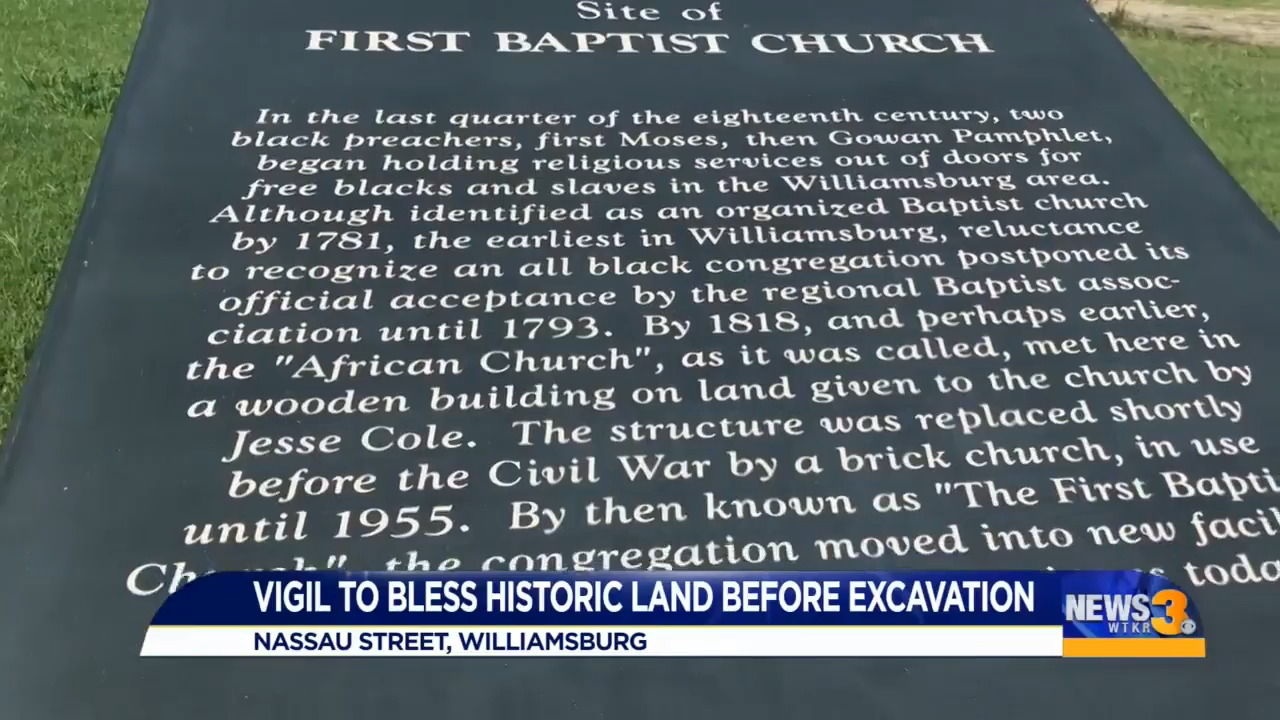 Site of
FIRST BAPTIST CHURCH
In the last quarter of the eighteenth century, two
black preachers, first Moses, then Gowan Pamphlet,
began holding religious services out of doors for
free blacks and slaves in the Williamsburg area.
Although identified as an organized Baptist church
by 1781, the earliest in Williamsburg, reluctance
to recognize an all black congregation postponed its
official acceptance by the regional Baptist assoc-
ciation until 1793. By 1818, and perhaps earlier,
the "African Church", as it was called, met here in
a wooden building on land given to the church by
Jesse Cole. The structure was replaced shortly
before the Civil War by a brick church, in use
until 1955. By then known as "The First Bapti
Church", the congregation moved into new facil
toda
VIGIL TO BLESS HISTORIC LAND BEFORE EXCAVATION
NASSAU STREET, WILLIAMSBURG
NEWS 3
WTKR